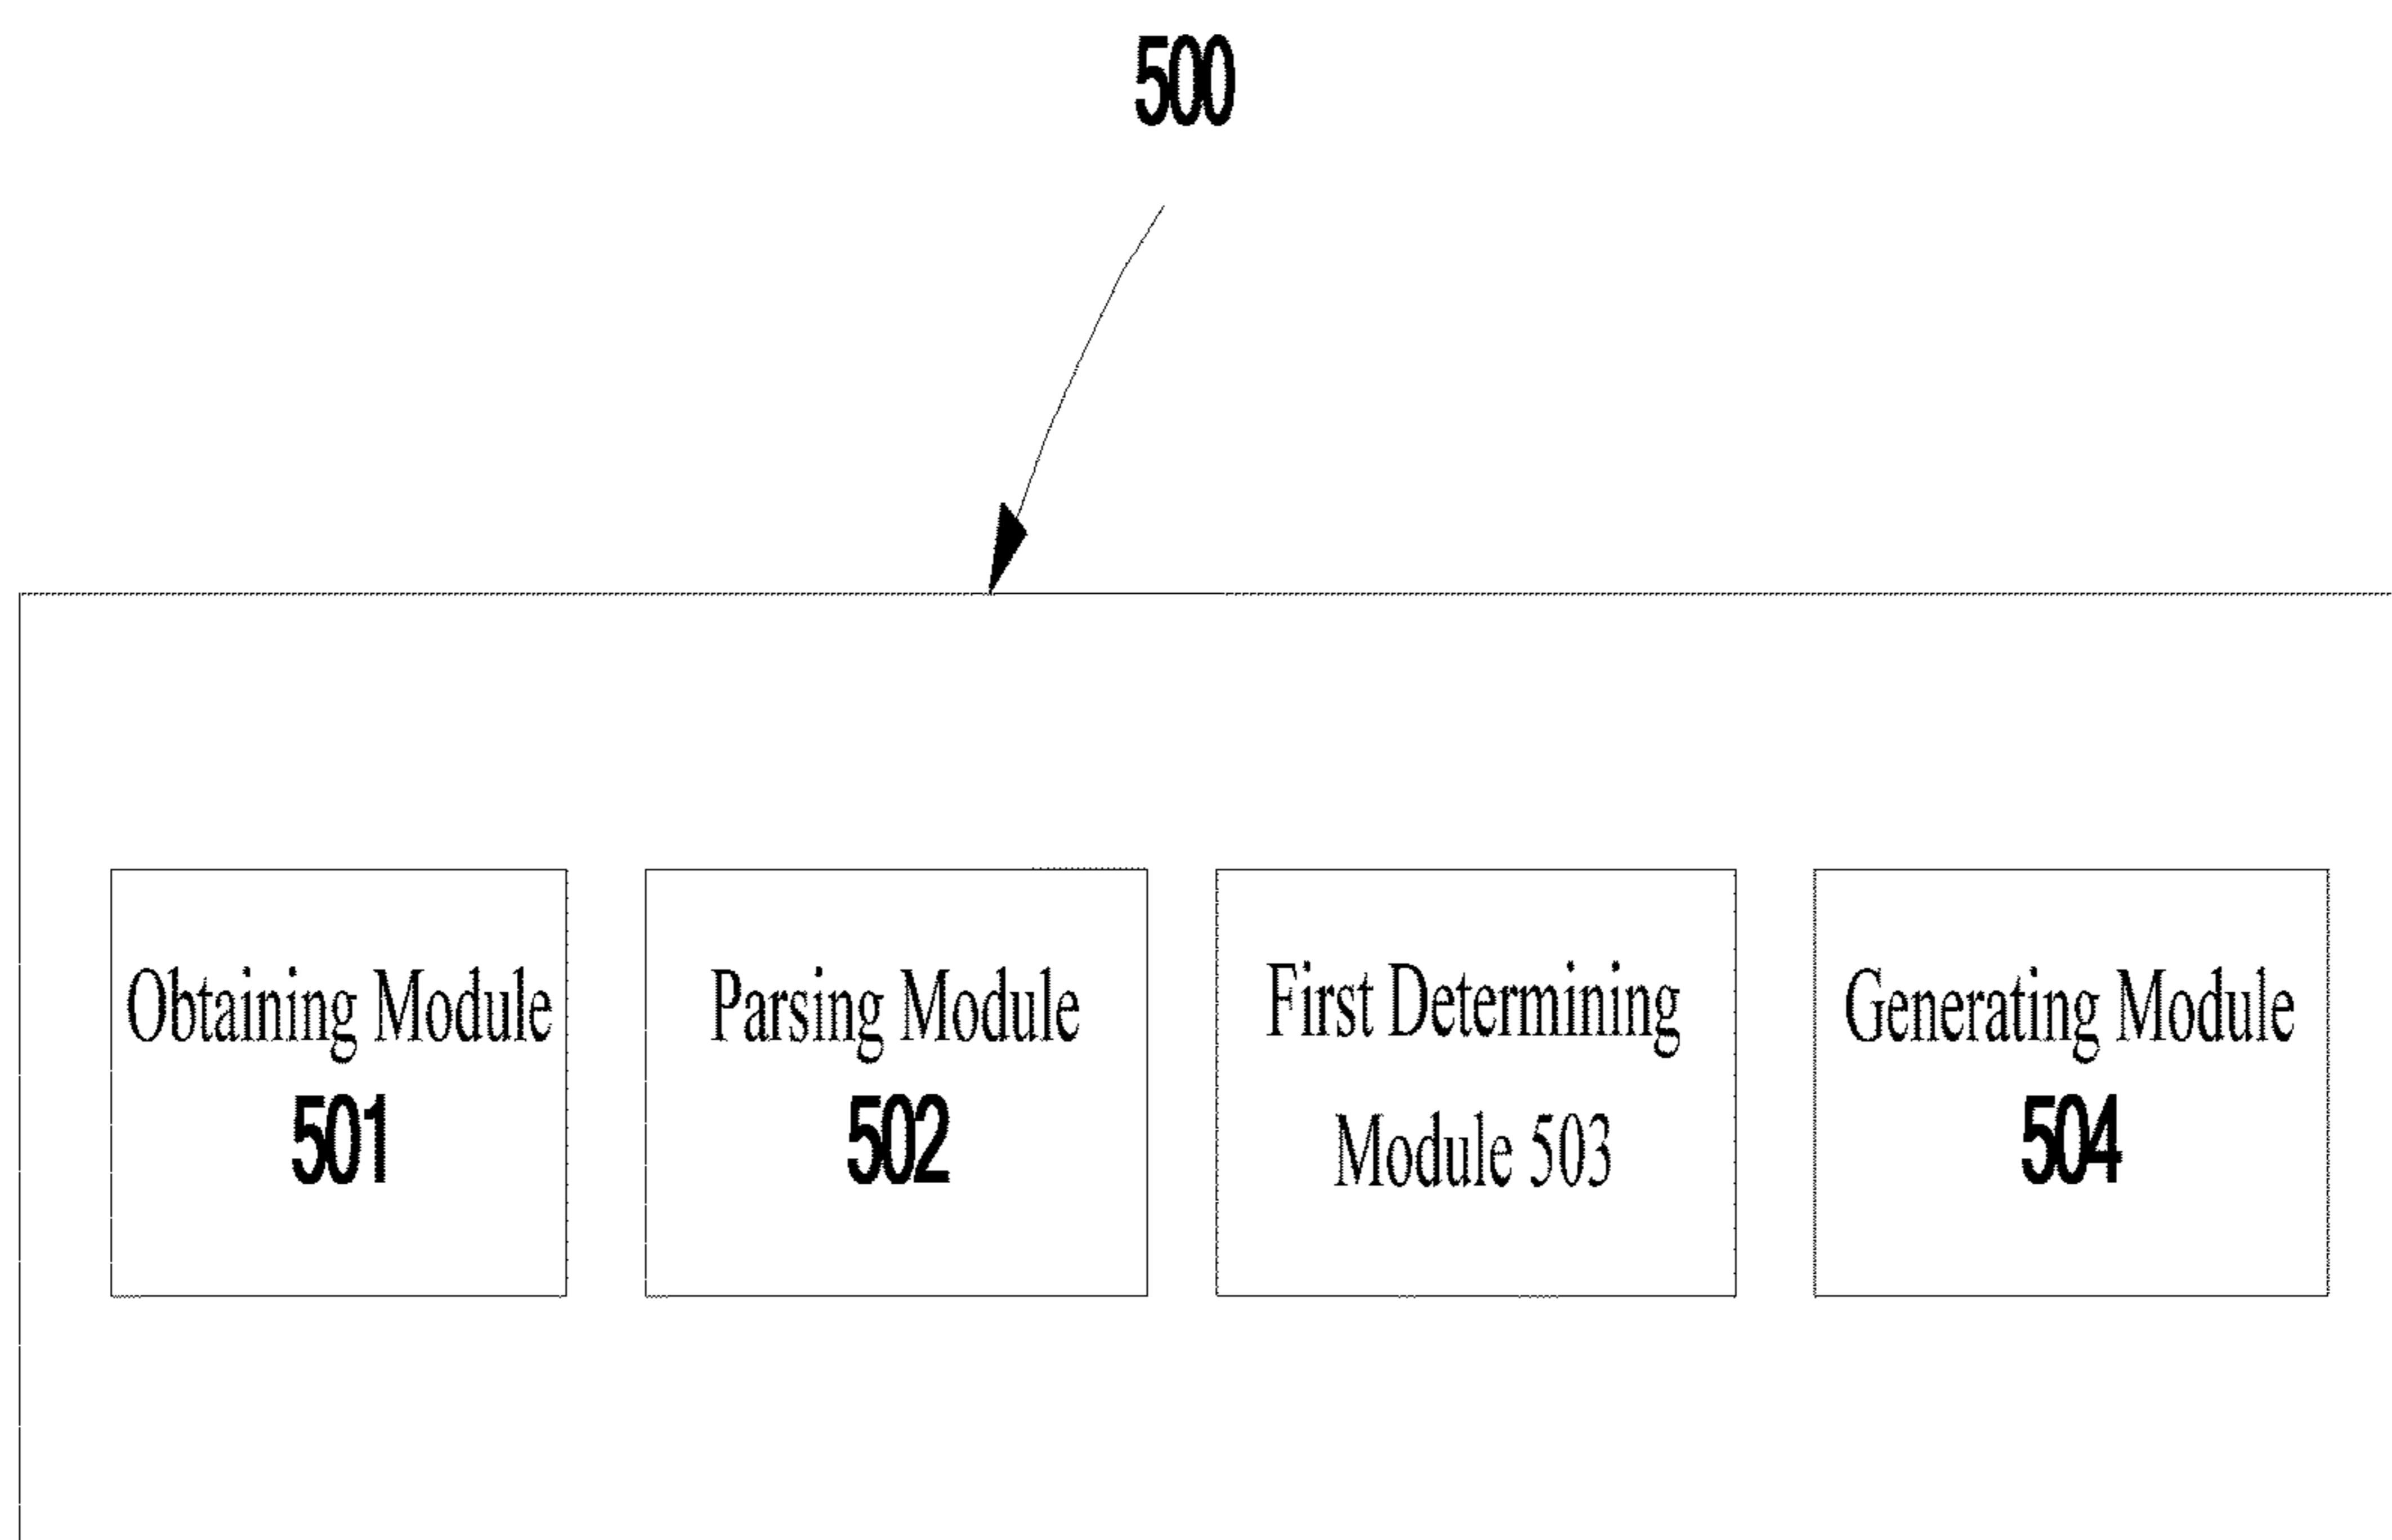 500
Obtaining Module
501
Parsing Module
502
First Determining
Module 503
Generating Module
504